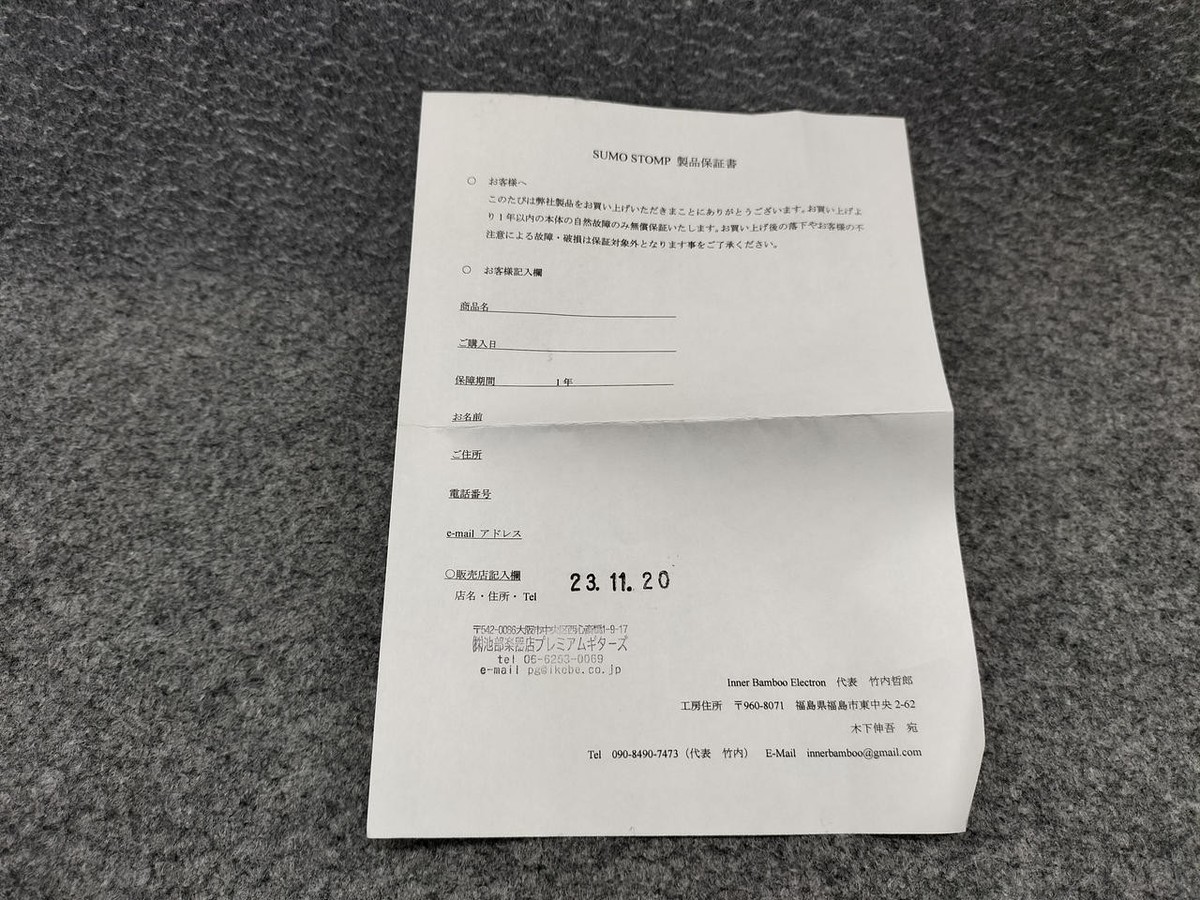 SUMO STOMP 製品保証書
○ お客様へ
このたびは弊社製品をお買い上げいただきまことにありがとうございます。お買い上げよ
り1年以内の本体の自然故障のみ無償保証いたします。お買い上げ後の落下やお客様の不
注意による故障・破損は保証対象外となります事をご了承ください。
○ お客様記入欄
商品名
ご購入日
保障期間 1年
お名前
ご住所
電話番号
e-mail アドレス
○販売店記入欄
23.11.20
店名・住所・Tel
〒542-0086大阪市中央区西心斎橋1-9-17
㈱池部楽器店プレミアムギターズ
tel 06-6253-0069
e-mail pg@ikebe.co.jp
Inner Bamboo Electron 代表 竹内哲郎
工房住所 〒960-8071 福島県福島市東中央2-62
木下伸吾 宛
Tel 090-8490-7473（代表 竹内） E-Mail innerbamboo@gmail.com